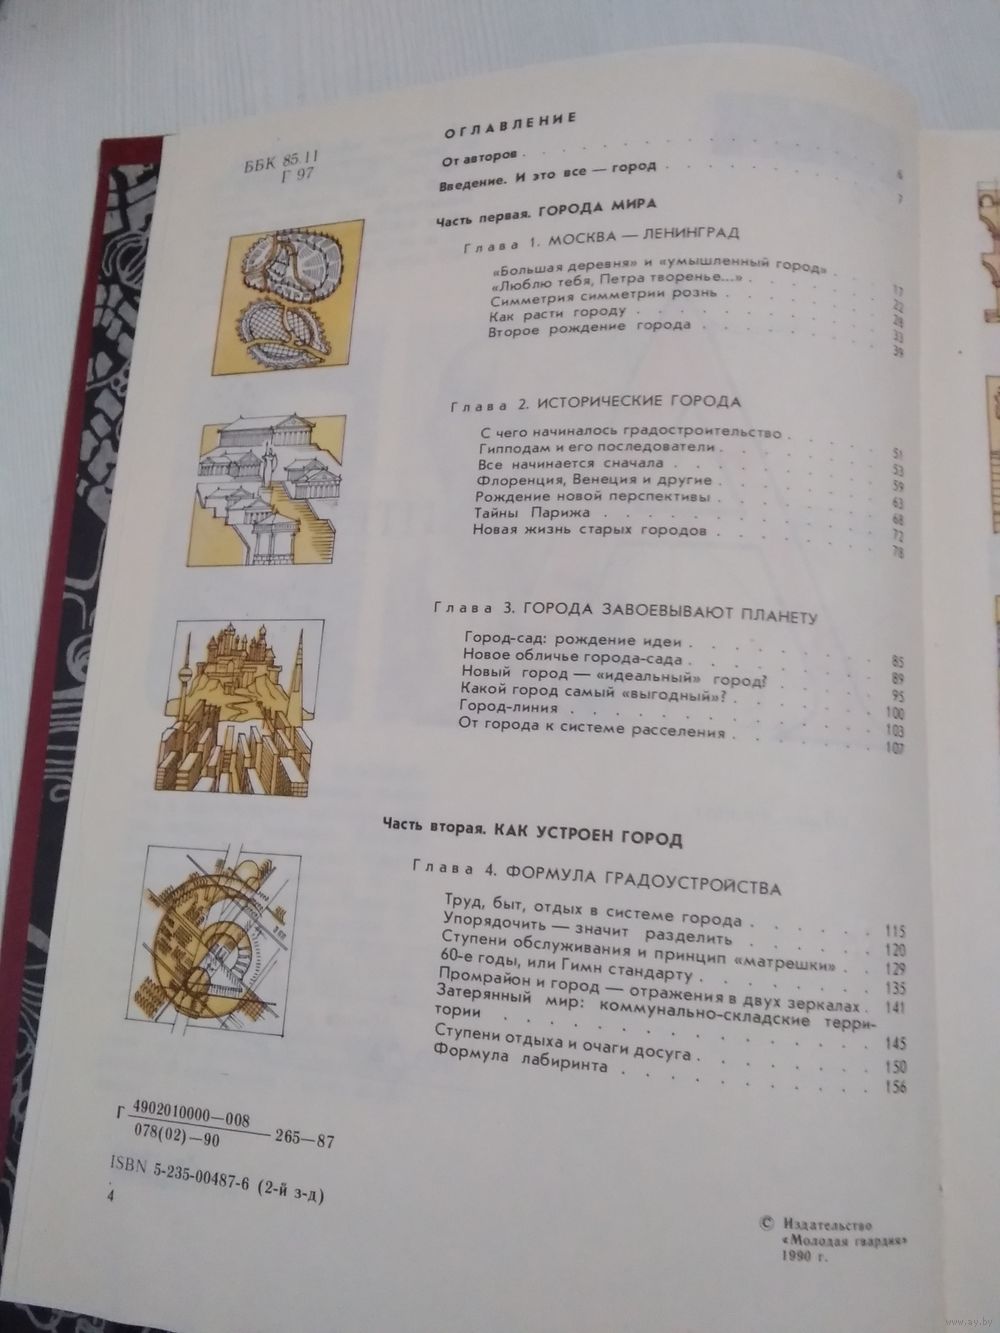 ББК 85.11
Г 97
ОГЛАВЛЕНИЕ
От авторов . . . . . . . . . . 6
Введение. И это все — город . . . . . . . 7
Часть первая. ГОРОДА МИРА
Глава 1. МОСКВА — ЛЕНИНГРАД
«Большая деревня» и «умышленный город» . . 17
«Люблю тебя, Петра творенье...» . . . . . 22
Симметрия симметрии рознь . . . . . . 28
Как расти городу . . . . . . . . 33
Второе рождение города . . . . . . . 39
Глава 2. ИСТОРИЧЕСКИЕ ГОРОДА
С чего начиналось градостроительство . . . . 51
Гипподам и его последователи . . . . . . 53
Все начинается сначала . . . . . . . 59
Флоренция, Венеция и другие . . . . . . 63
Рождение новой перспективы . . . . . . 68
Тайны Парижа . . . . . . . . 72
Новая жизнь старых городов . . . . . . 78
Глава 3. ГОРОДА ЗАВОЕВЫВАЮТ ПЛАНЕТУ
Город-сад: рождение идеи . . . . . . . 85
Новое обличье города-сада . . . . . . . 89
Новый город — «идеальный» город? . . . . 95
Какой город самый «выгодный»? . . . . . 100
Город-линия . . . . . . . . . 103
От города к системе расселения . . . . . 107
Часть вторая. КАК УСТРОЕН ГОРОД
Глава 4. ФОРМУЛА ГРАДОУСТРОЙСТВА
Труд, быт, отдых в системе города . . . . . 115
Упорядочить — значит разделить . . . . . 120
Ступени обслуживания и принцип «матрешки» . . 129
60-е годы, или Гимн стандарту . . . . . . 135
Промрайон и город — отражения в двух зеркалах . 141
Затерянный мир: коммунально-складские терри-
тории . . . . . . . . . . 145
Ступени отдыха и очаги досуга . . . . . . 150
Формула лабиринта . . . . . . . . 156
Г 4902010000—008
078(02)—90 265—87
ISBN 5-235-00487-6 (2-й з-д)
4
© Издательство
«Молодая гвардия»
1990 г.
www.ay.by